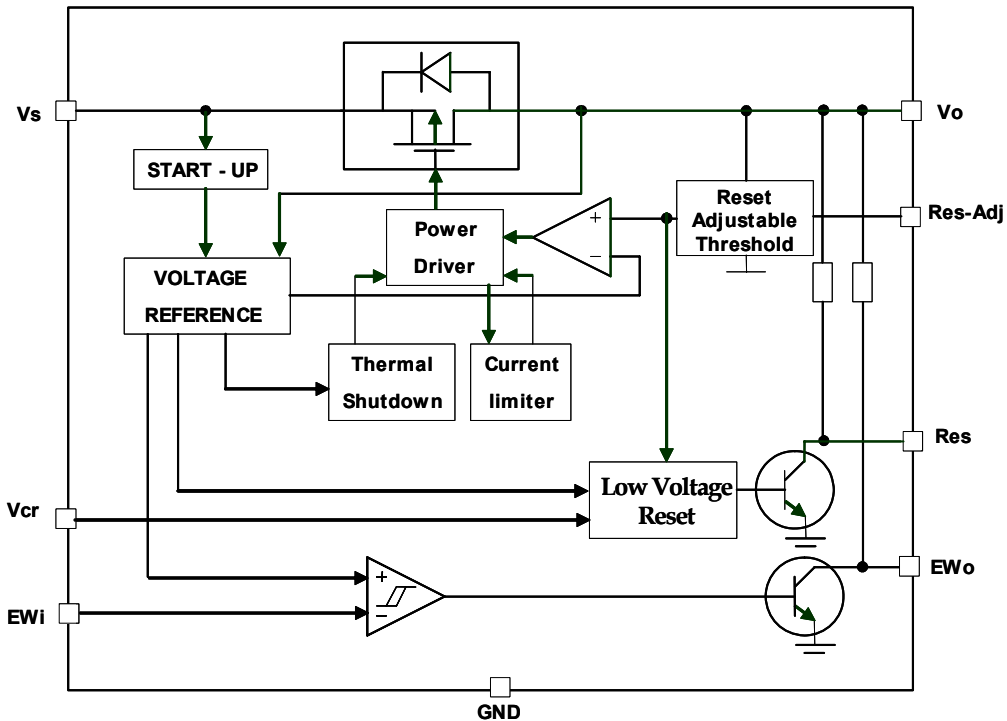 Vs
Vo
START - UP
Reset
Adjustable
Threshold
Res-Adj
Power
Driver
+
−
VOLTAGE
REFERENCE
Thermal
Shutdown
Current
limiter
Res
Low Voltage
Reset
Vcr
EWo
+
−
EWi
GND